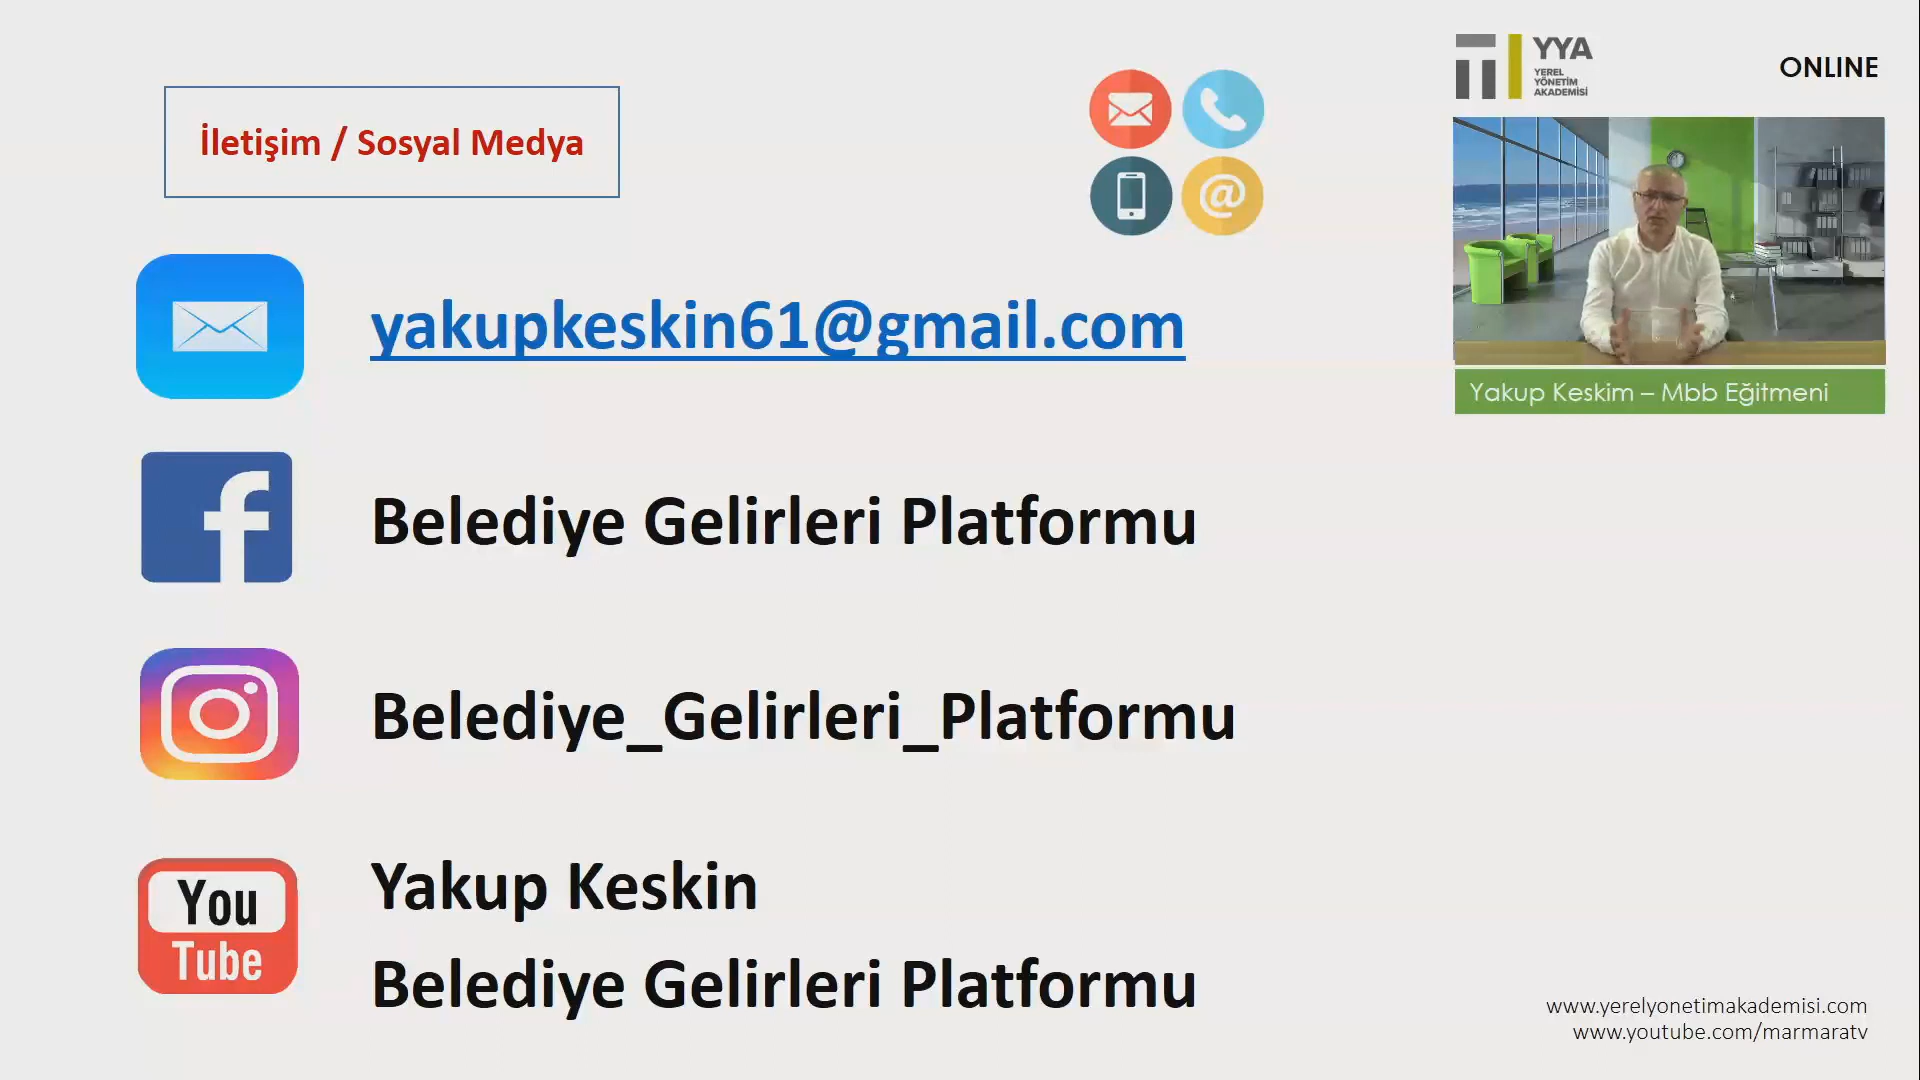 İletişim / Sosyal Medya
YYA
YEREL
YÖNETİM
AKADEMİSİ
ONLINE
yakupkeskin61@gmail.com
Yakup Keskim – Mbb Eğitmeni
f
Belediye Gelirleri Platformu
Belediye_Gelirleri_Platformu
You
Tube
Yakup Keskin
Belediye Gelirleri Platformu
www.yerelyonetimakademisi.com
www.youtube.com/marmaratv